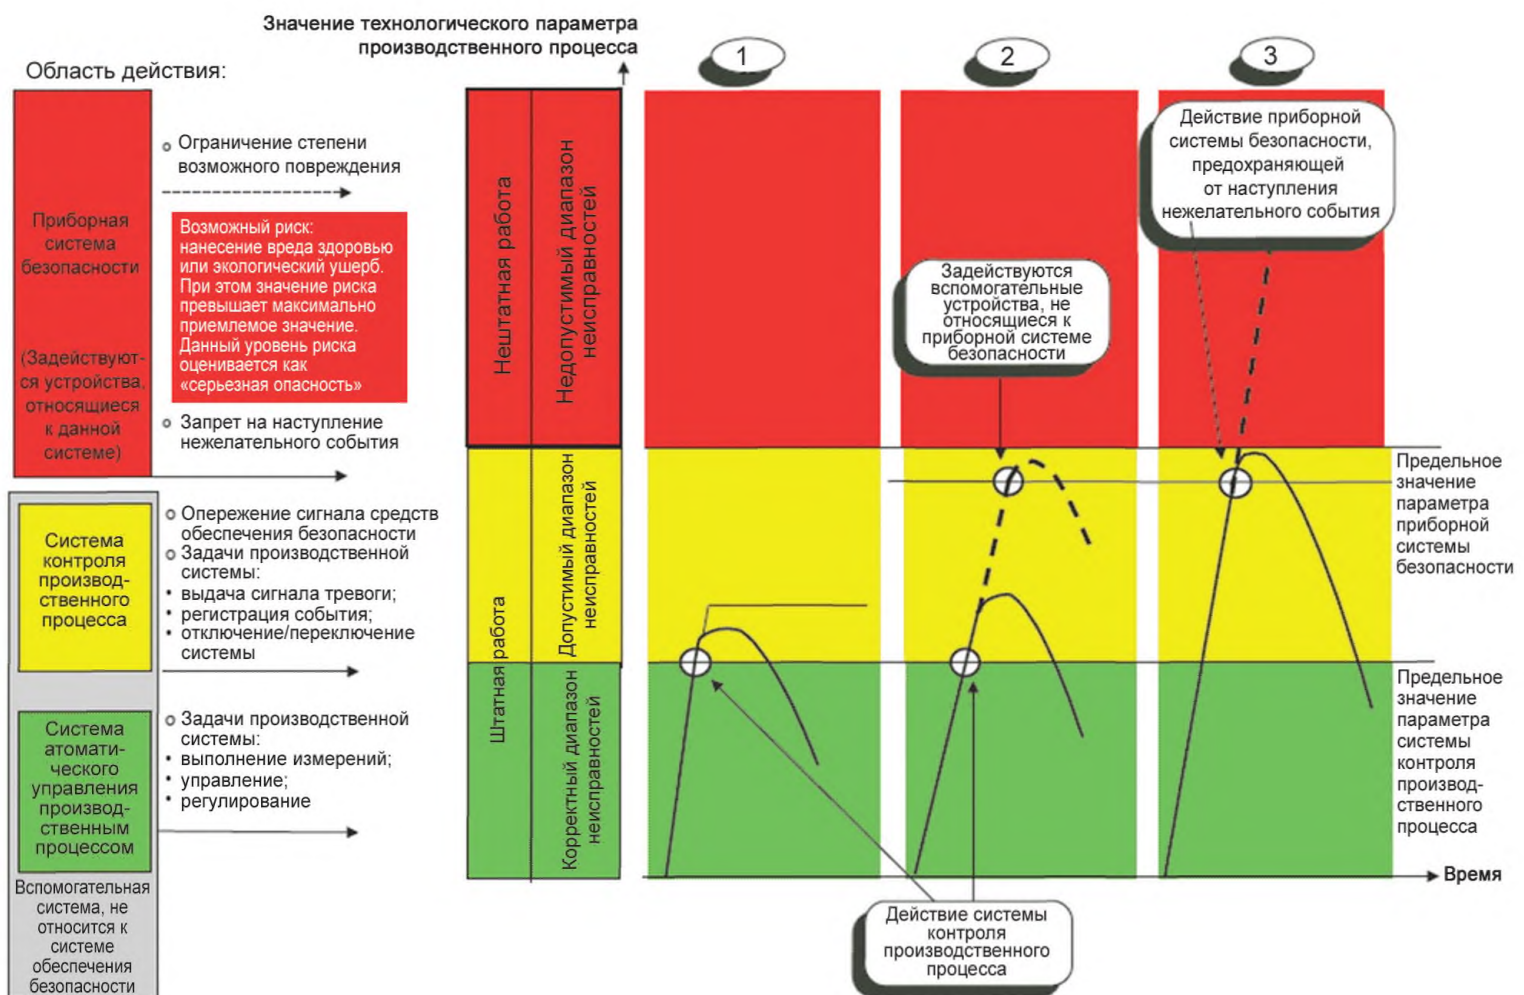 Значение технологического параметра
производственного процесса
Область действия:
1
2
3
Приборная
система
безопасности
(Задействуют-
ся устройства,
относящиеся
к данной
системе)
Ограничение степени
возможного повреждения
Возможный риск:
нанесение вреда здоровью
или экологический ущерб.
При этом значение риска
превышает максимально
приемлемое значение.
Данный уровень риска
оценивается как
«серьезная опасность»
Запрет на наступление
нежелательного события
Система
контроля
производ-
ственного
процесса
Опережение сигнала средств
обеспечения безопасности
Задачи производственной
системы:
• выдача сигнала тревоги;
• регистрация события;
• отключение/переключение
системы
Система
атомати-
ческого
управления
производ-
ственным
процессом
Задачи производственной
системы:
• выполнение измерений;
• управление;
• регулирование
Вспомогательная
система, не
относится к
системе
обеспечения
безопасности
Нештатная работа
Недопустимый диапазон
неисправностей
Штатная работа
Допустимый диапазон
неисправностей
Корректный диапазон
неисправностей
Задействуются
вспомогательные
устройства, не
относящиеся к
приборной системе
безопасности
Действие приборной
системы безопасности,
предохраняющей
от наступления
нежелательного события
Предельное
значение
параметра
приборной
системы
безопасности
Предельное
значение
параметра
системы
контроля
производ-
ственного
процесса
Время
Действие системы
контроля
производственного
процесса